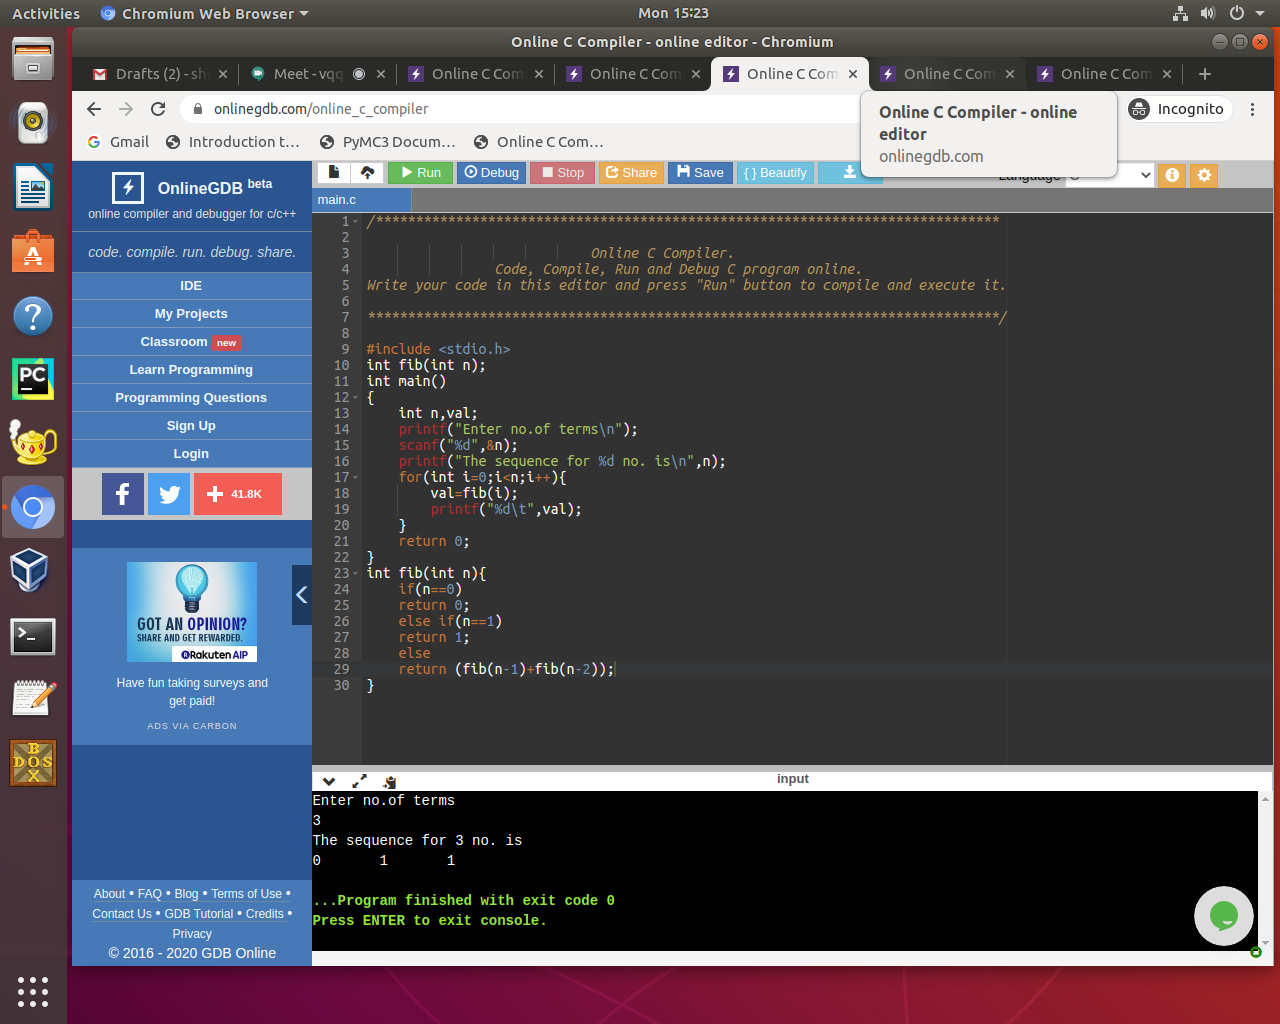 Activities
Chromium Web Browser
Mon 15:23
Online C Compiler - online editor - Chromium
Drafts (2) - sh
Meet - vqq
Online C Com
Online C Com
Online C Com
Online C Com
Online C Com
onlinegdb.com/online_c_compiler
Incognito
Gmail
Introduction t…
PyMC3 Docum…
Online C Com…
Online C Compiler - online
editor
onlinegdb.com
OnlineGDB beta
online compiler and debugger for c/c++
code. compile. run. debug. share.
IDE
My Projects
Classroom new
Learn Programming
Programming Questions
Sign Up
Login
41.8K
GOT AN OPINION?
SHARE AND GET REWARDED.
Rakuten AIP
Have fun taking surveys and
get paid!
ADS VIA CARBON
About • FAQ • Blog • Terms of Use •
Contact Us • GDB Tutorial • Credits •
Privacy
© 2016 - 2020 GDB Online
Run
Debug
Stop
Share
Save
{ } Beautify
Language
main.c
1 /******************************************************************************
2
3 Online C Compiler.
4 Code, Compile, Run and Debug C program online.
5 Write your code in this editor and press "Run" button to compile and execute it.
6
7 *******************************************************************************/
8
9 #include <stdio.h>
10 int fib(int n);
11 int main()
12 {
13 int n,val;
14 printf("Enter no.of terms\n");
15 scanf("%d",&n);
16 printf("The sequence for %d no. is\n",n);
17 for(int i=0;i<n;i++){
18 val=fib(i);
19 printf("%d\t",val);
20 }
21 return 0;
22 }
23 int fib(int n){
24 if(n==0)
25 return 0;
26 else if(n==1)
27 return 1;
28 else
29 return (fib(n-1)+fib(n-2));
30 }
input
Enter no.of terms
3
The sequence for 3 no. is
0 1 1
...Program finished with exit code 0
Press ENTER to exit console.
PC
BOX
DOS